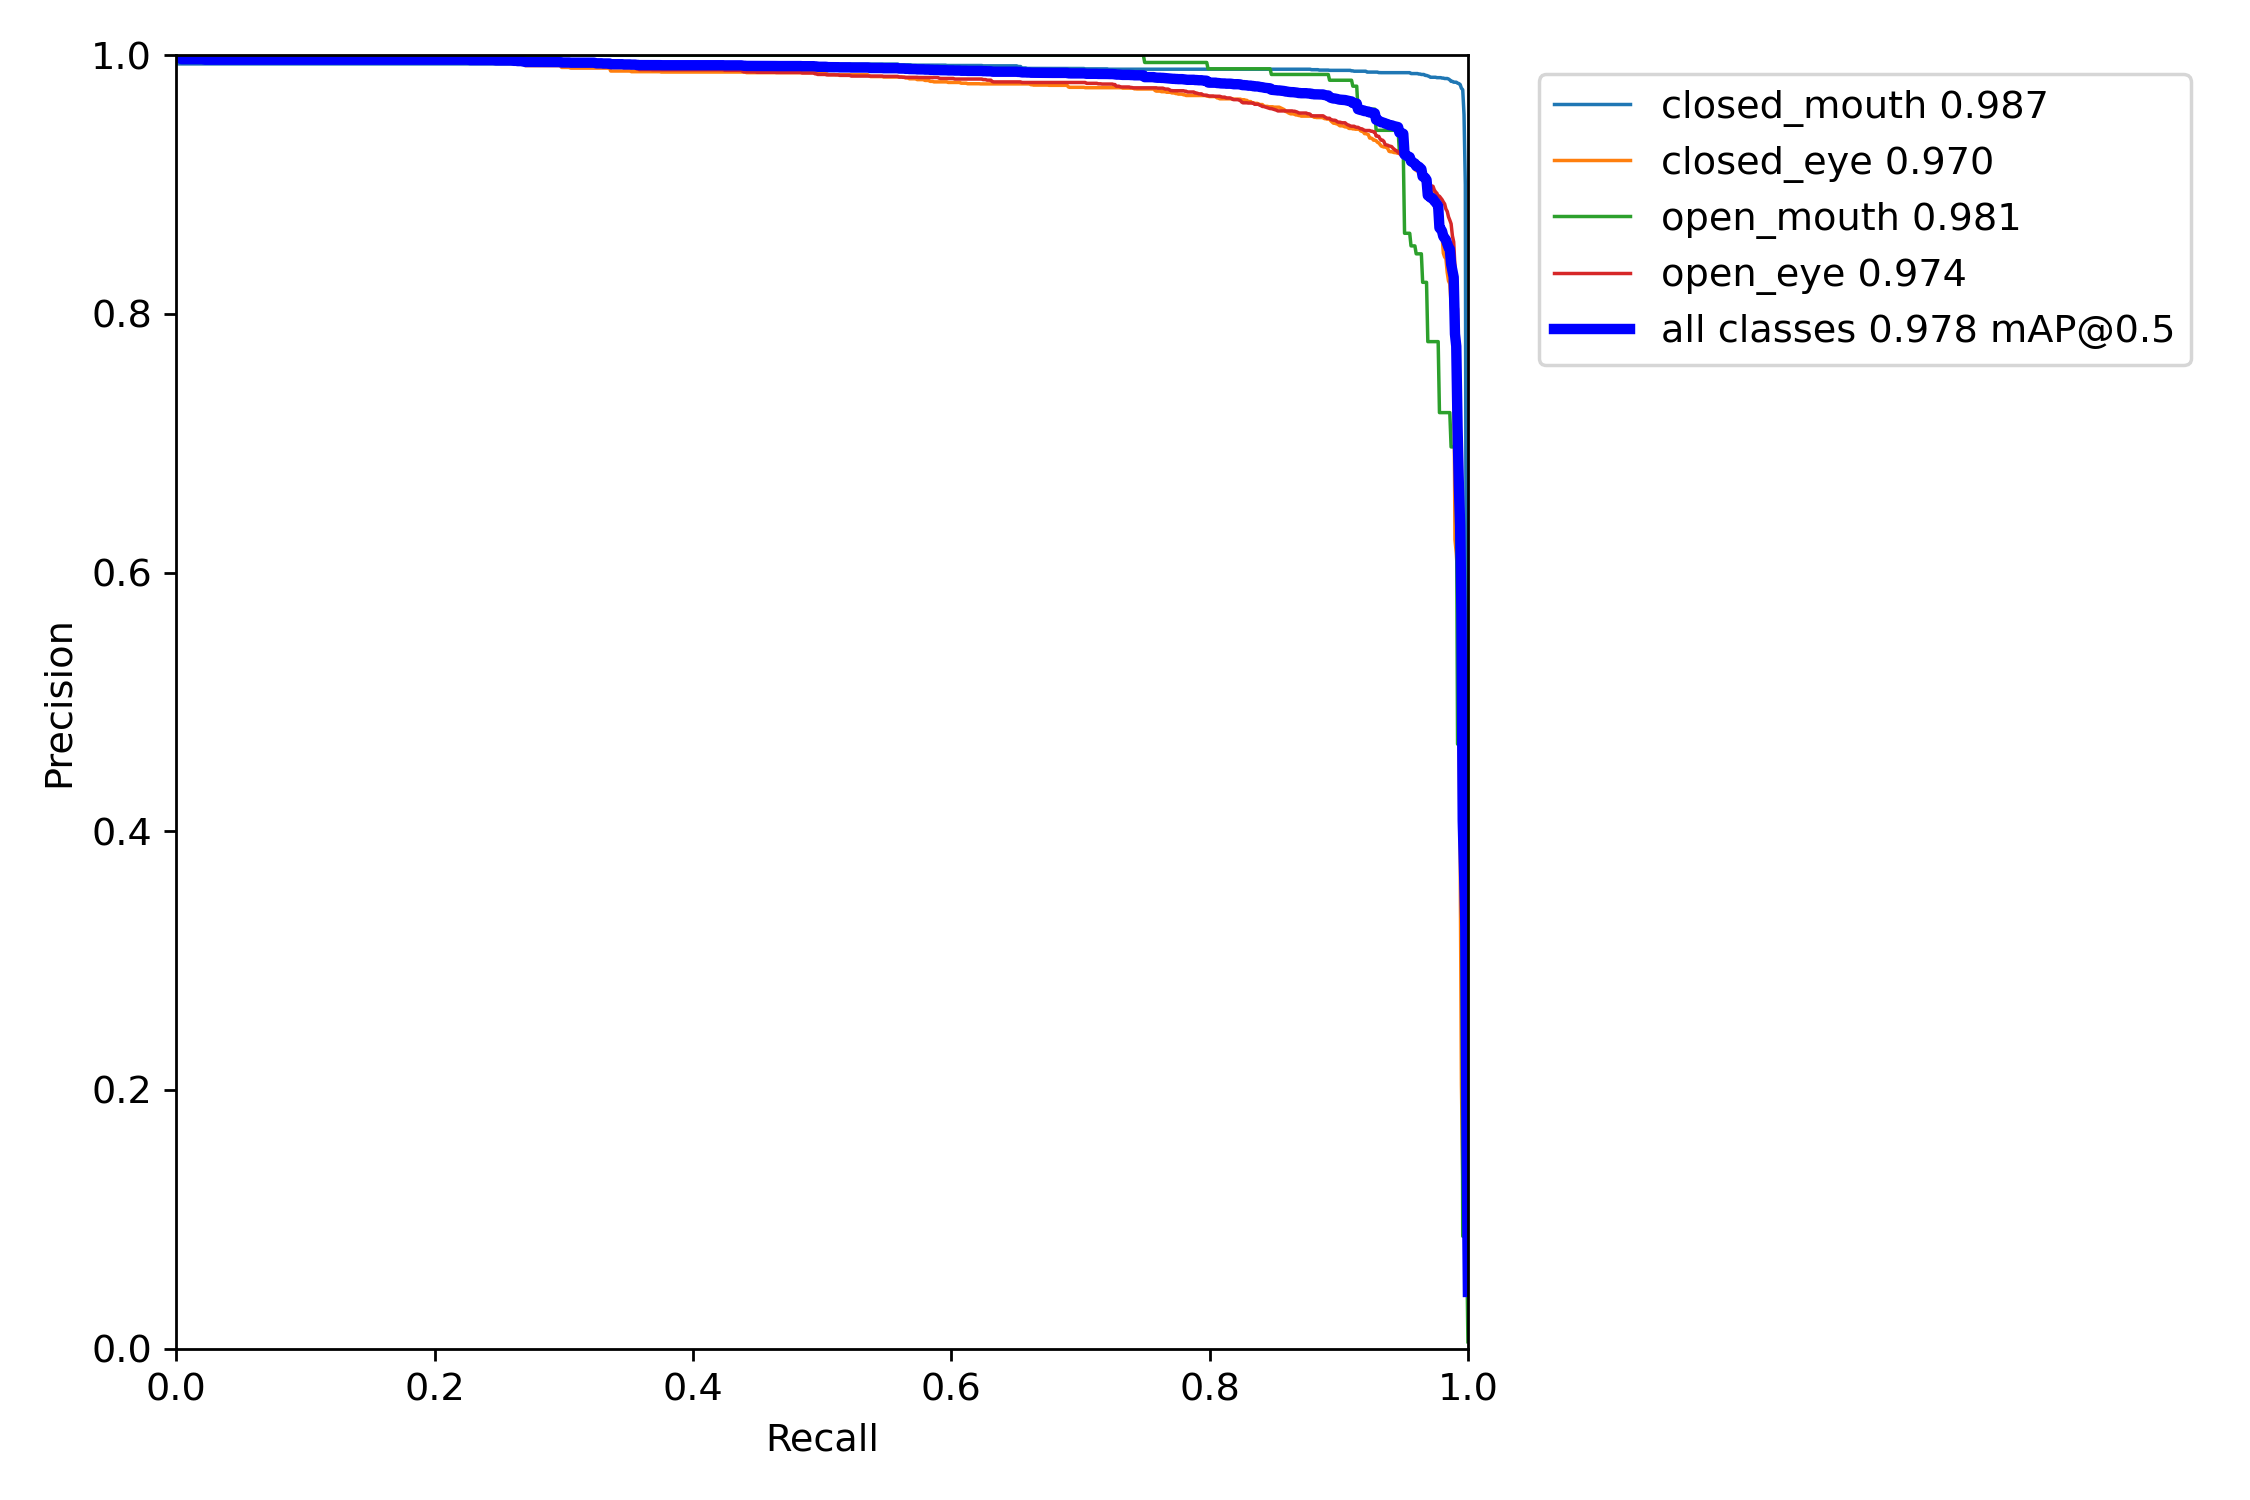 1.0
0.8
0.6
0.4
0.2
0.0
Precision
0.0 0.2 0.4 0.6 0.8 1.0
Recall
closed_mouth 0.987
closed_eye 0.970
open_mouth 0.981
open_eye 0.974
all classes 0.978 mAP@0.5